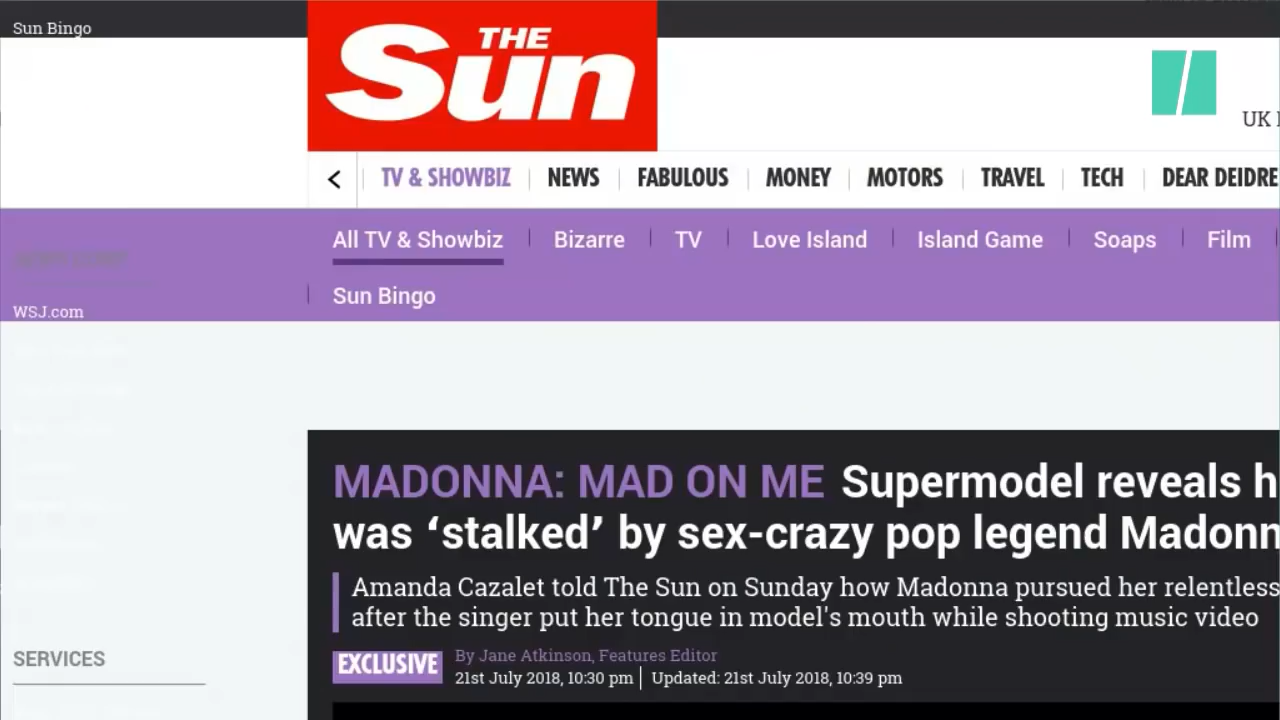 Sun Bingo
THE
Sun
UK
TV & SHOWBIZ NEWS FABULOUS MONEY MOTORS TRAVEL TECH DEAR DEIDRE
All TV & Showbiz Bizarre TV Love Island Island Game Soaps Film
Sun Bingo
WSJ.com
MADONNA: MAD ON ME Supermodel reveals h
was ‘stalked’ by sex-crazy pop legend Madonn
Amanda Cazalet told The Sun on Sunday how Madonna pursued her relentless
after the singer put her tongue in model's mouth while shooting music video
EXCLUSIVE
By Jane Atkinson, Features Editor
21st July 2018, 10:30 pm | Updated: 21st July 2018, 10:39 pm
SERVICES